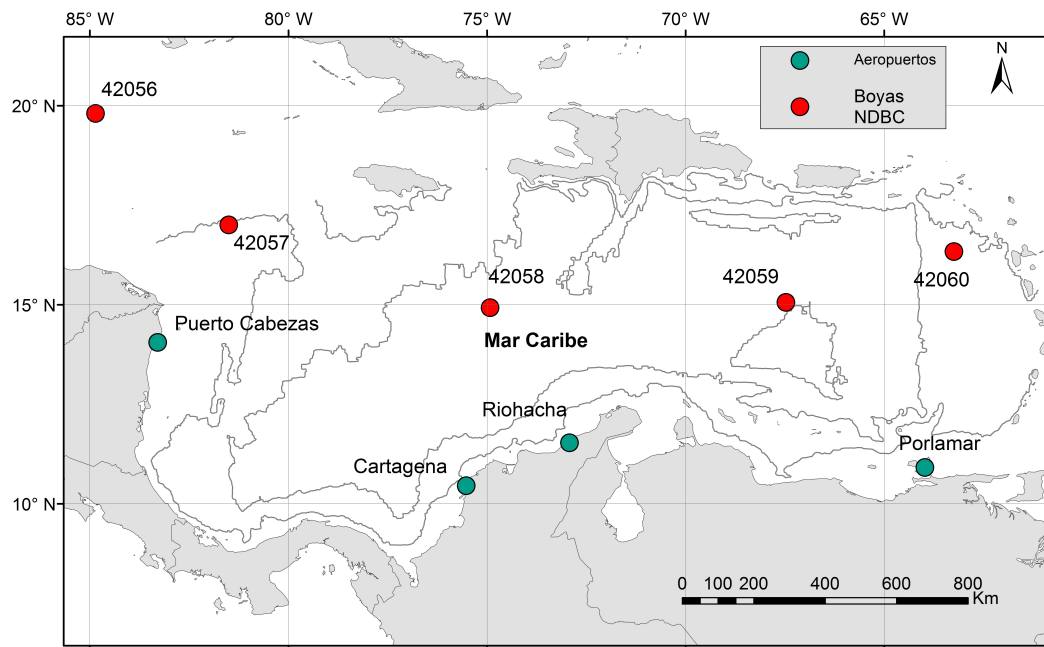 85° W
80° W
75° W
70° W
65° W
N
Aeropuertos
Boyas
NDBC
42056
20° N
42057
42058
42059
42060
15° N
Puerto Cabezas
Mar Caribe
Riohacha
Porlamar
Cartagena
10° N
0 100 200 400 600 800
Km